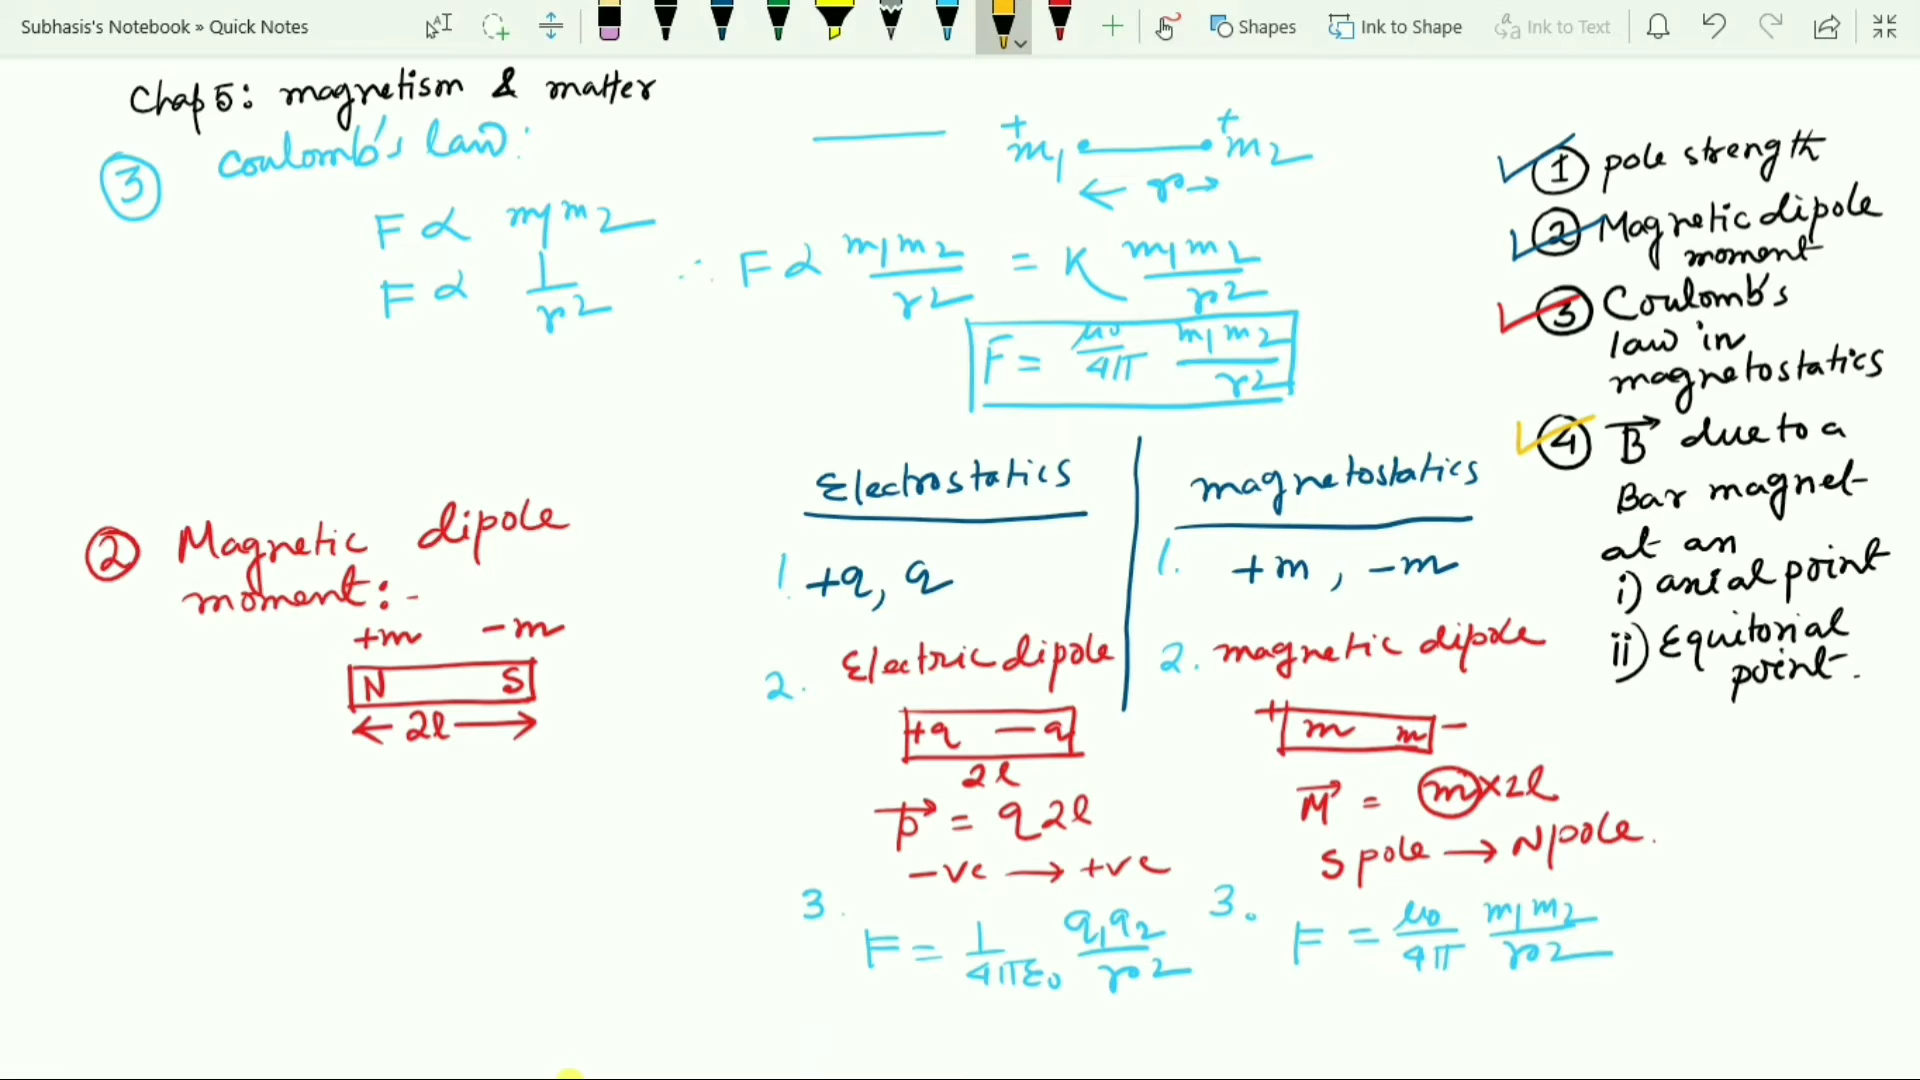 Subhasis's Notebook » Quick Notes
Shapes
Ink to Shape
Ink to Text
Chap 5: magnetism & matter
③ Coulomb's law:
+m1 +m2
← r →
F ∝ m1m2
F ∝ 1/r2
∴ F ∝ m1m2/r2 = K m1m2/r2
F = μ0/4π m1m2/r2
② Magnetic dipole
moment:-
+m -m
N S
← 2l →
Electrostatics
1. +q, q
2. Electric dipole
+q -q
2l
p⃗ = q2l
-ve → +ve
3. F = 1/4πε0 q1q2/r2
magnetostatics
1. +m, -m
2. magnetic dipole
+ m m -
M⃗ = m×2l
S pole → N pole.
3. F = μ0/4π m1m2/r2
① pole strength
② Magnetic dipole
moment
③ Coulomb's
law in
magnetostatics
④ B⃗ due to a
Bar magnet
at an
i) axial point
ii) Equitorial
point.